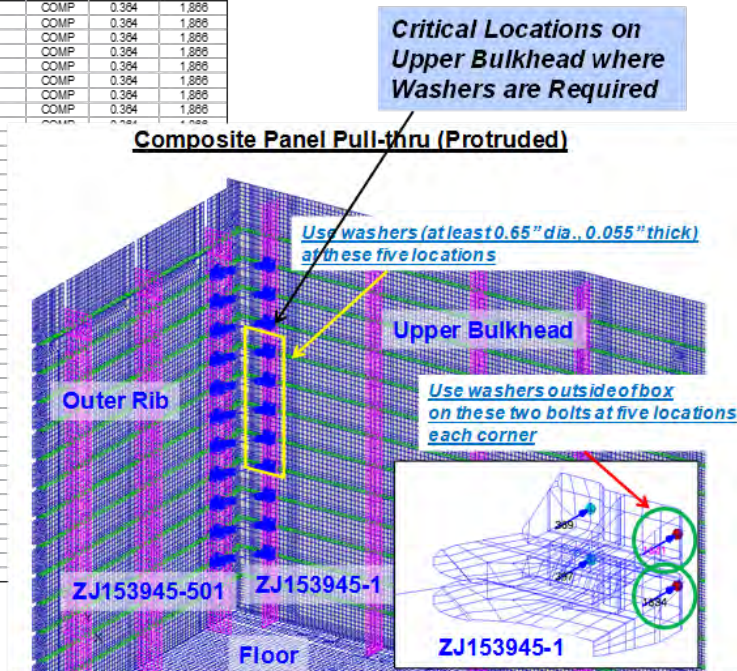 COMP 0.364 1,866
COMP 0.364 1,866
COMP 0.364 1,866
COMP 0.364 1,866
COMP 0.364 1,866
COMP 0.364 1,866
COMP 0.364 1,866
COMP 0.364 1,866
Critical Locations on
Upper Bulkhead where
Washers are Required
Composite Panel Pull-thru (Protruded)
Use washers (at least 0.65" dia., 0.055" thick)
at these five locations
Upper Bulkhead
Outer Rib
Use washers outside of box
on these two bolts at five locations
each corner
ZJ153945-501
ZJ153945-1
Floor
1534
ZJ153945-1